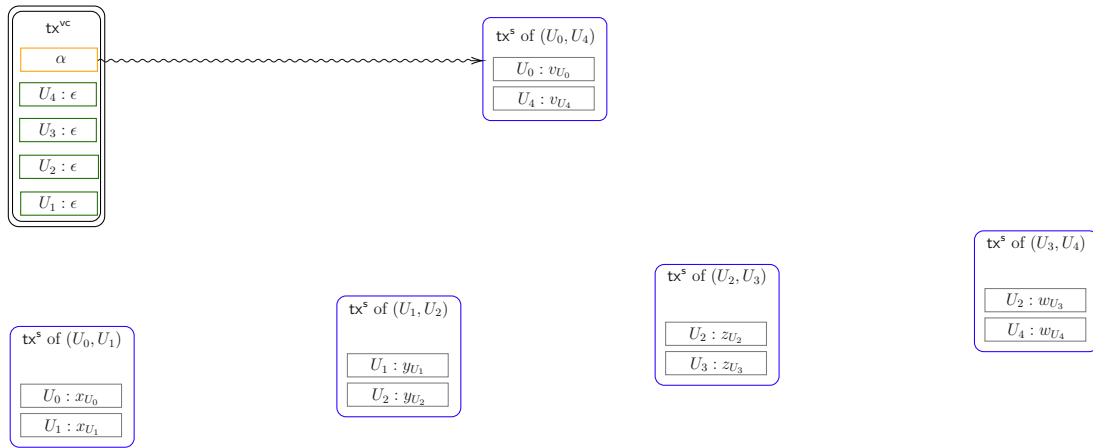 tx^vc
α
U_4 : ϵ
U_3 : ϵ
U_2 : ϵ
U_1 : ϵ
tx^s of (U_0, U_4)
U_0 : v_{U_0}
U_4 : v_{U_4}
tx^s of (U_0, U_1)
U_0 : x_{U_0}
U_1 : x_{U_1}
tx^s of (U_1, U_2)
U_1 : y_{U_1}
U_2 : y_{U_2}
tx^s of (U_2, U_3)
U_2 : z_{U_2}
U_3 : z_{U_3}
tx^s of (U_3, U_4)
U_2 : w_{U_3}
U_4 : w_{U_4}